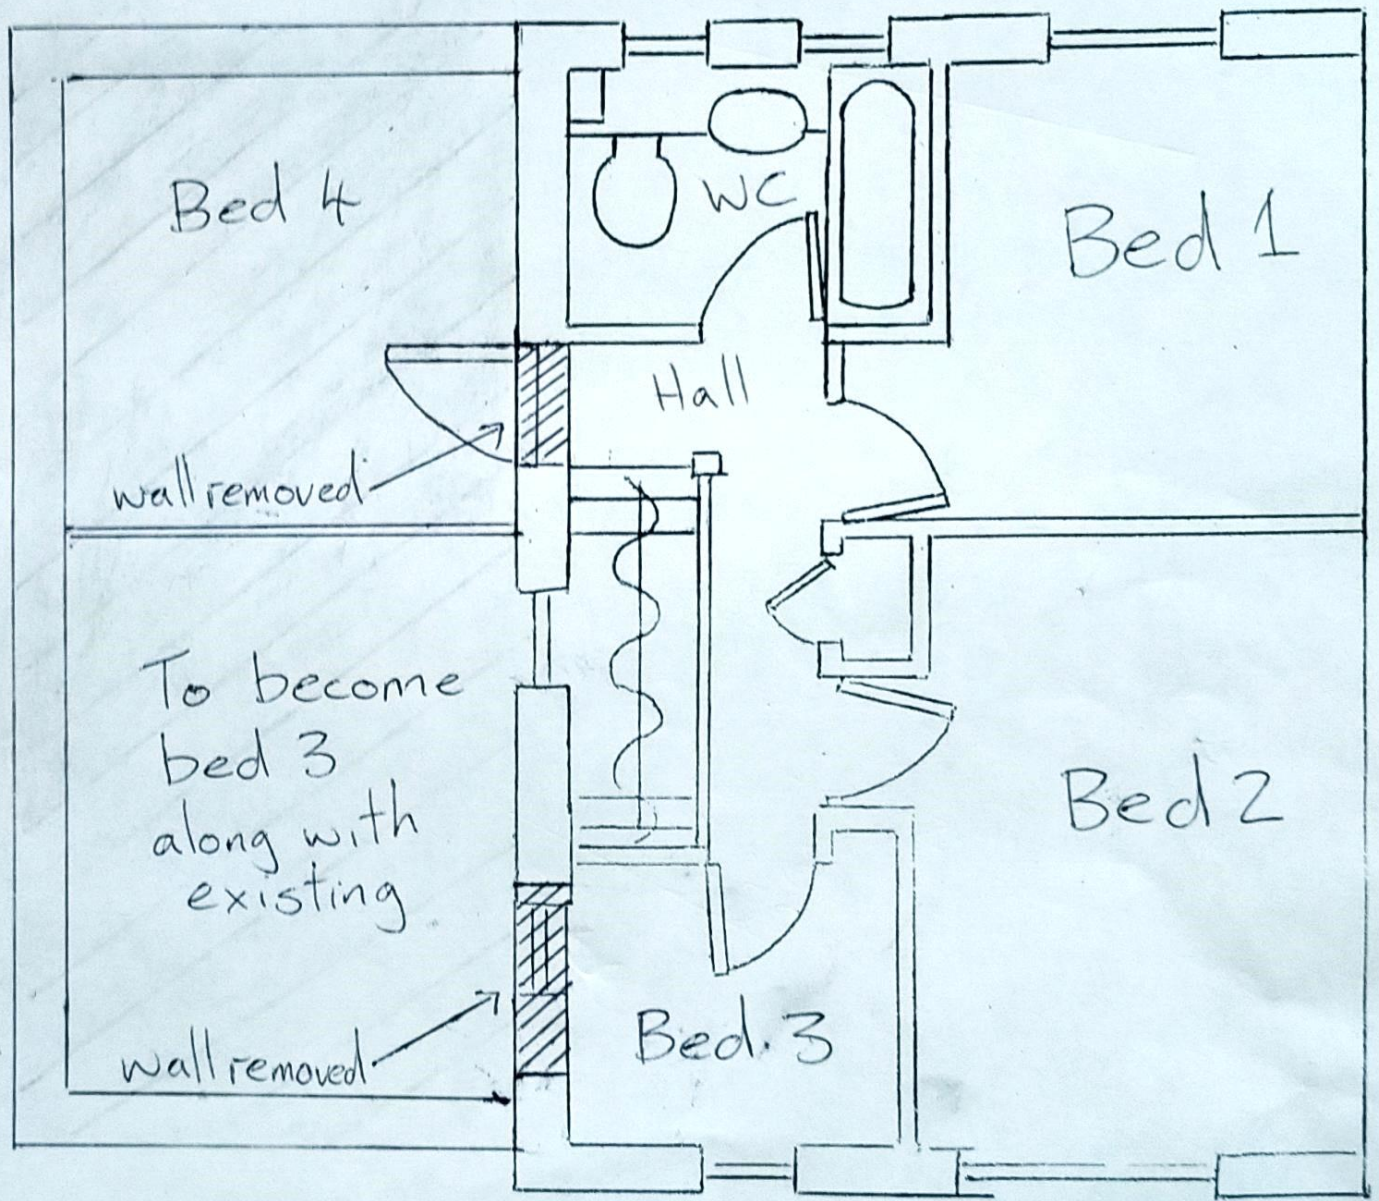 Bed 4
WC
Bed 1
Hall
wall removed
To become
bed 3
along with
existing
Bed 2
wall removed
Bed. 3